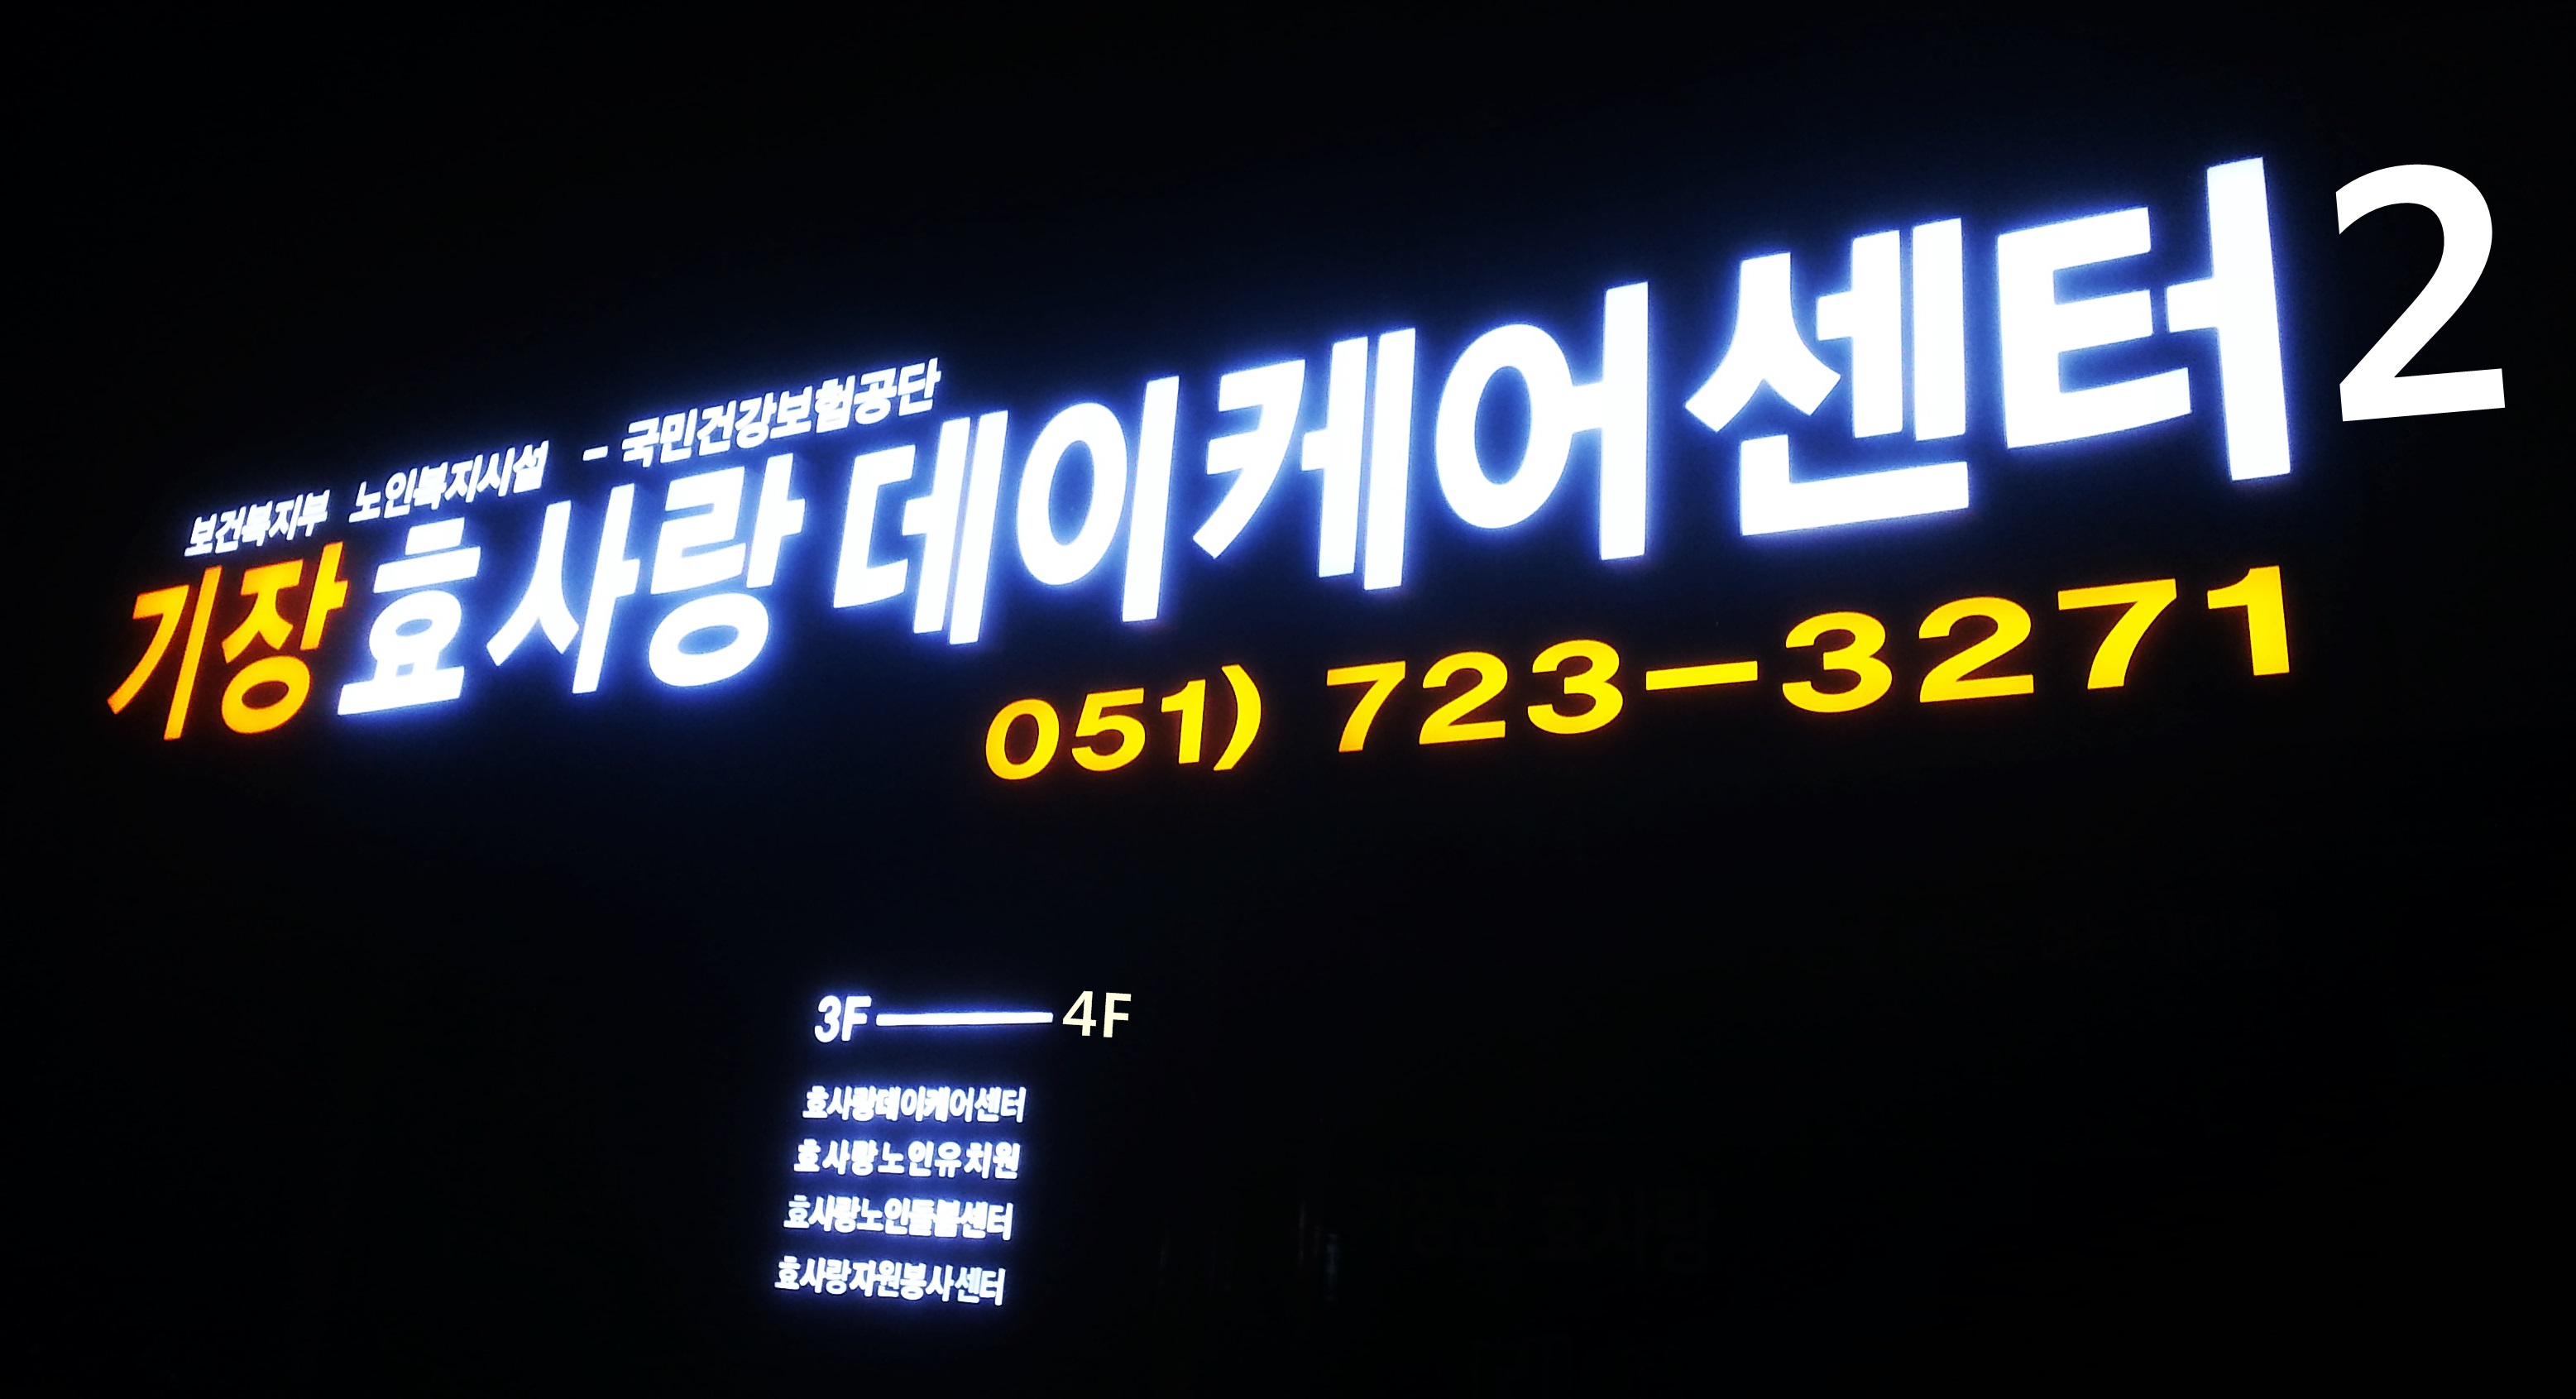 보건복지부 노인복지시설 - 국민건강보험공단
기장효사랑데이케어센터2
051) 723-3271
3F—4F
효사랑데이케어센터
효사랑노인유치원
효사랑노인돌봄센터
효사랑자원봉사센터